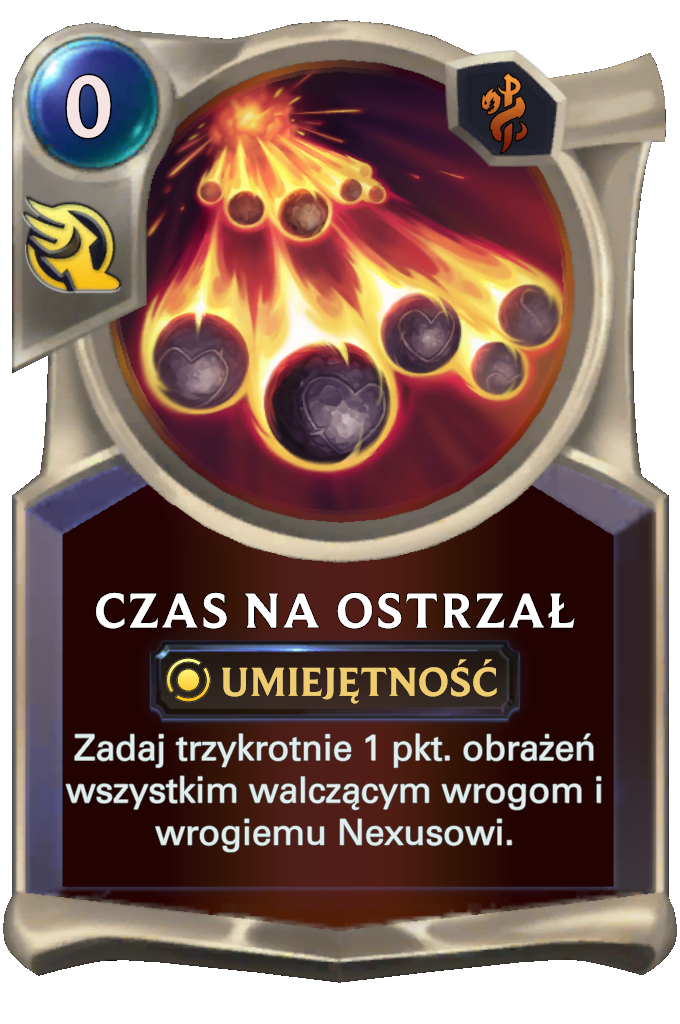 0
CZAS NA OSTRZAŁ
UMIEJĘTNOŚĆ
Zadaj trzykrotnie 1 pkt. obrażeń
wszystkim walczącym wrogom i
wrogiemu Nexusowi.